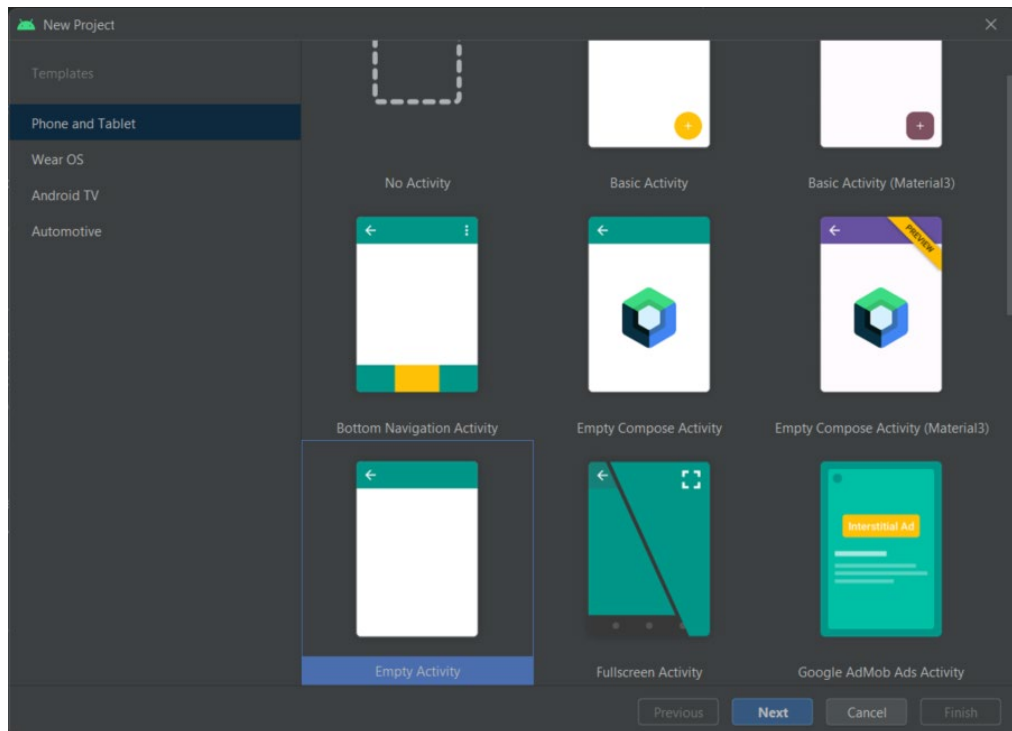 New Project
Templates
Phone and Tablet
Wear OS
Android TV
Automotive
No Activity
Basic Activity
Basic Activity (Material3)
PREVIEW
Bottom Navigation Activity
Empty Compose Activity
Empty Compose Activity (Material3)
Interstitial Ad
Empty Activity
Fullscreen Activity
Google AdMob Ads Activity
Previous
Next
Cancel
Finish